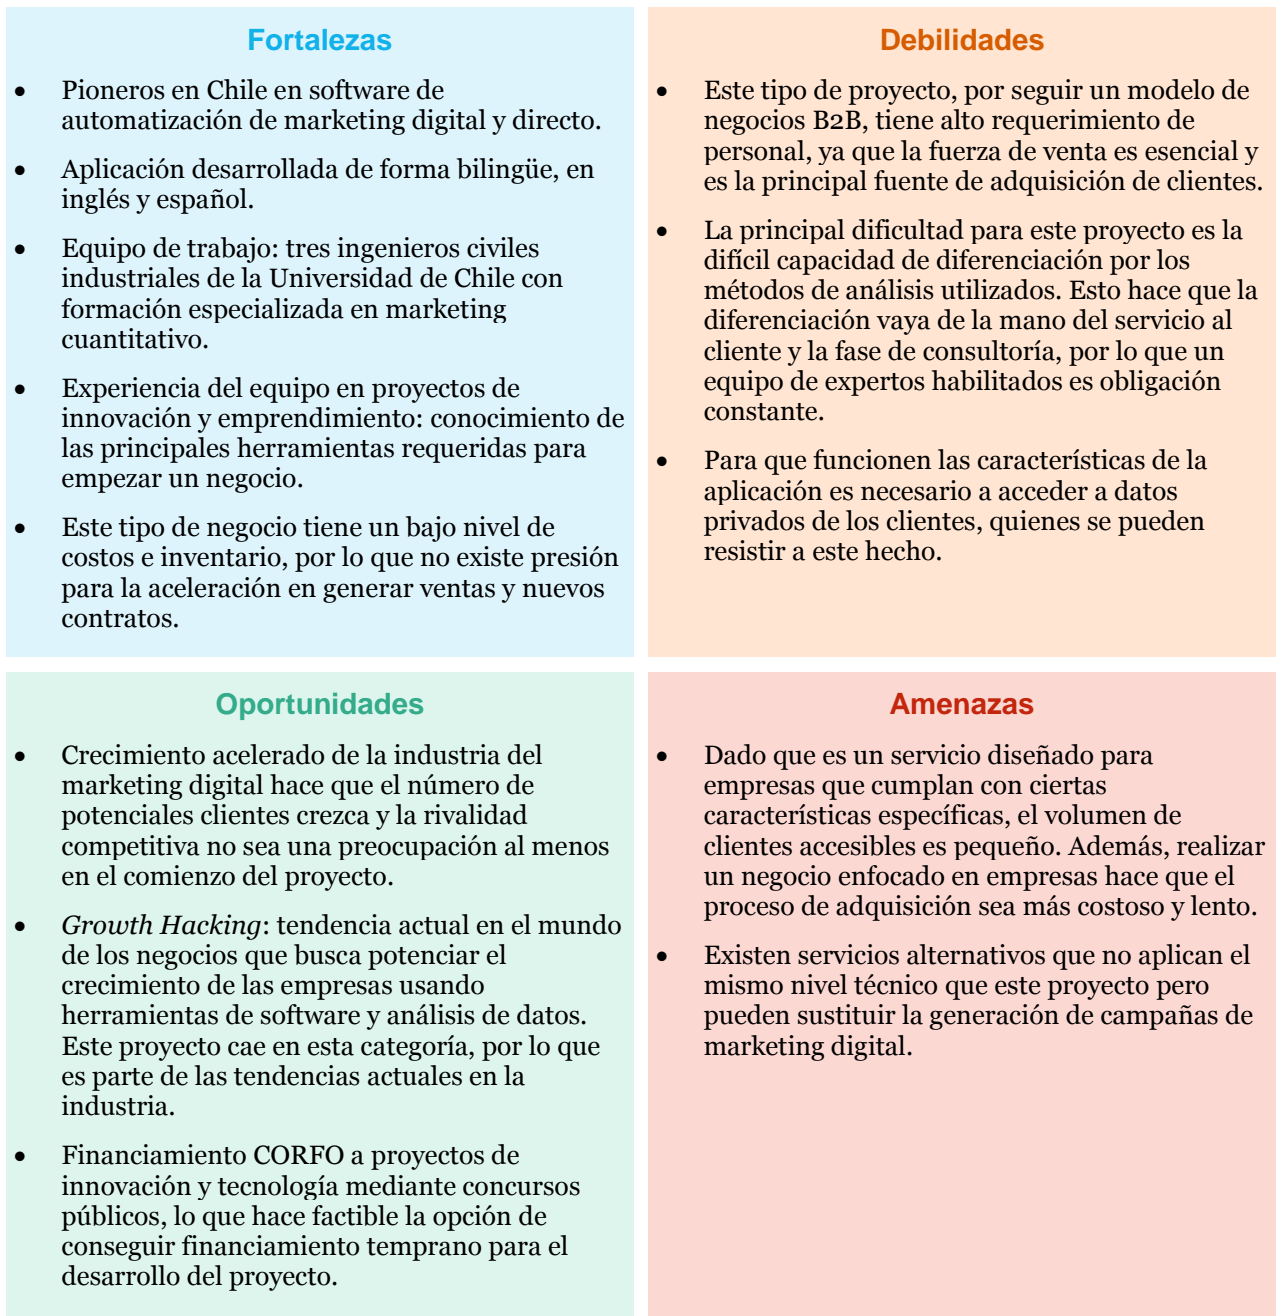 Fortalezas
• Pioneros en Chile en software de
automatización de marketing digital y directo.
• Aplicación desarrollada de forma bilingüe, en
inglés y español.
• Equipo de trabajo: tres ingenieros civiles
industriales de la Universidad de Chile con
formación especializada en marketing
cuantitativo.
• Experiencia del equipo en proyectos de
innovación y emprendimiento: conocimiento de
las principales herramientas requeridas para
empezar un negocio.
• Este tipo de negocio tiene un bajo nivel de
costos e inventario, por lo que no existe presión
para la aceleración en generar ventas y nuevos
contratos.
Debilidades
• Este tipo de proyecto, por seguir un modelo de
negocios B2B, tiene alto requerimiento de
personal, ya que la fuerza de venta es esencial y
es la principal fuente de adquisición de clientes.
• La principal dificultad para este proyecto es la
difícil capacidad de diferenciación por los
métodos de análisis utilizados. Esto hace que la
diferenciación vaya de la mano del servicio al
cliente y la fase de consultoría, por lo que un
equipo de expertos habilitados es obligación
constante.
• Para que funcionen las características de la
aplicación es necesario a acceder a datos
privados de los clientes, quienes se pueden
resistir a este hecho.
Oportunidades
• Crecimiento acelerado de la industria del
marketing digital hace que el número de
potenciales clientes crezca y la rivalidad
competitiva no sea una preocupación al menos
en el comienzo del proyecto.
• Growth Hacking: tendencia actual en el mundo
de los negocios que busca potenciar el
crecimiento de las empresas usando
herramientas de software y análisis de datos.
Este proyecto cae en esta categoría, por lo que
es parte de las tendencias actuales en la
industria.
• Financiamiento CORFO a proyectos de
innovación y tecnología mediante concursos
públicos, lo que hace factible la opción de
conseguir financiamiento temprano para el
desarrollo del proyecto.
Amenazas
• Dado que es un servicio diseñado para
empresas que cumplan con ciertas
características específicas, el volumen de
clientes accesibles es pequeño. Además, realizar
un negocio enfocado en empresas hace que el
proceso de adquisición sea más costoso y lento.
• Existen servicios alternativos que no aplican el
mismo nivel técnico que este proyecto pero
pueden sustituir la generación de campañas de
marketing digital.